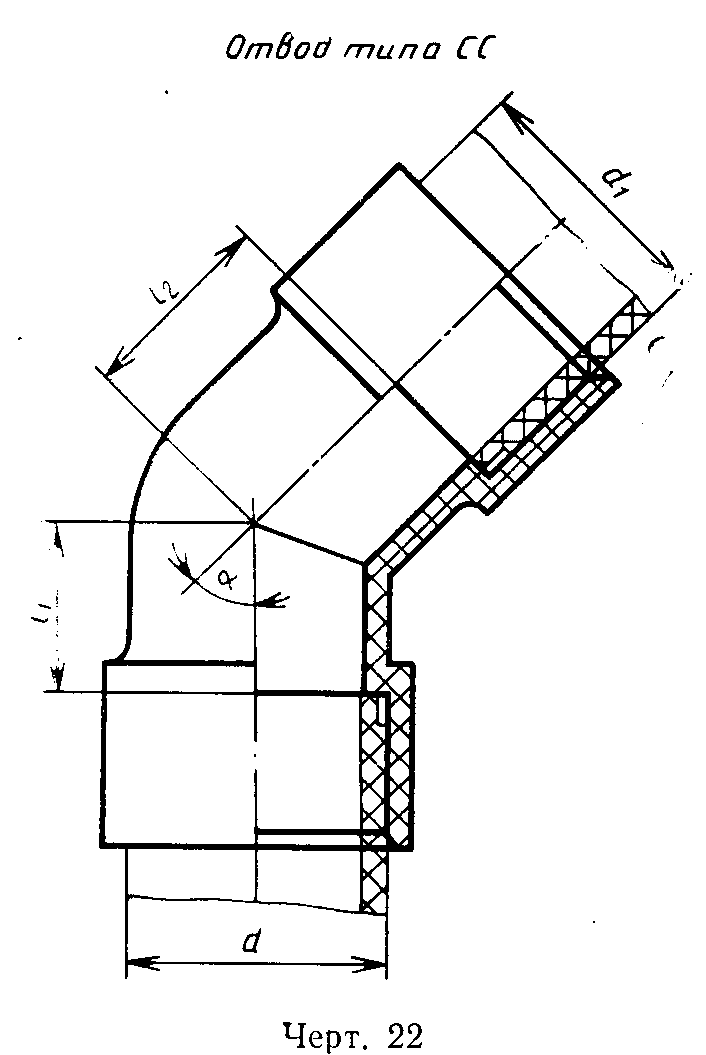 Отвод типа СС
d₁
l₂
α
l₁
d
Черт. 22